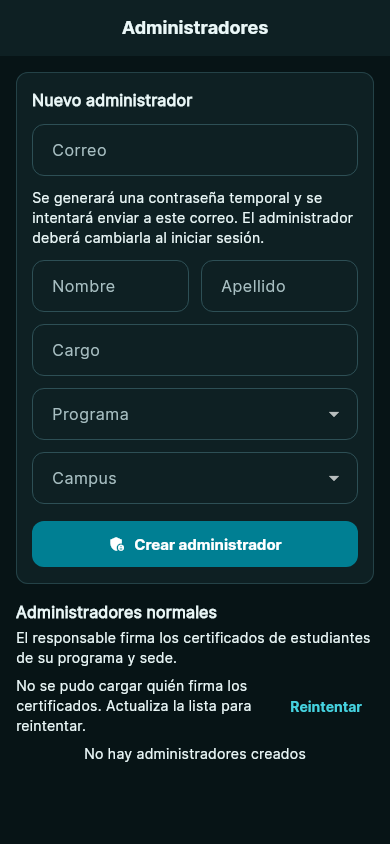 Administradores
Nuevo administrador
Correo
Se generará una contraseña temporal y se
intentará enviar a este correo. El administrador
deberá cambiarla al iniciar sesión.
Nombre
Apellido
Cargo
Programa
Campus
Crear administrador
Administradores normales
El responsable firma los certificados de estudiantes
de su programa y sede.
No se pudo cargar quién firma los
certificados. Actualiza la lista para
reintentar.
Reintentar
No hay administradores creados